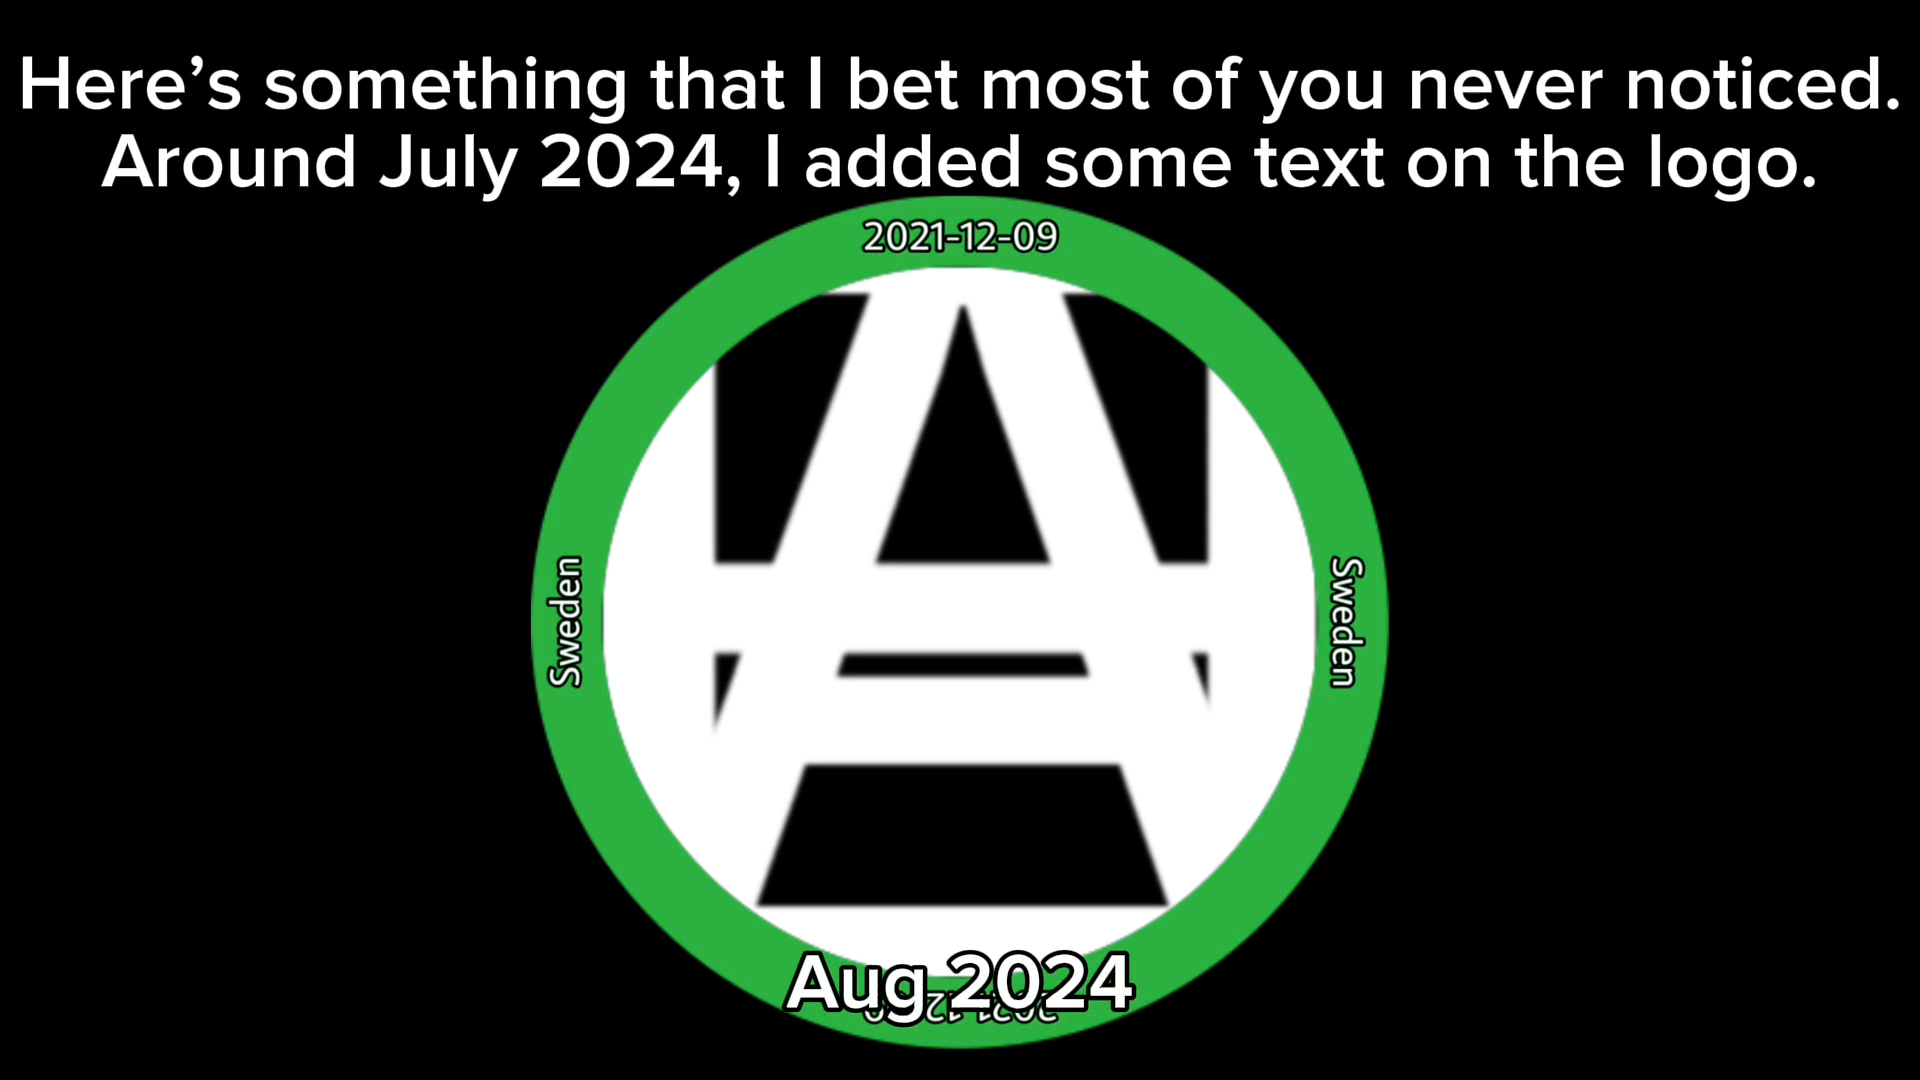 Here’s something that I bet most of you never noticed.
Around July 2024, I added some text on the logo.
2021-12-09
Sweden
Sweden
Aug 2024